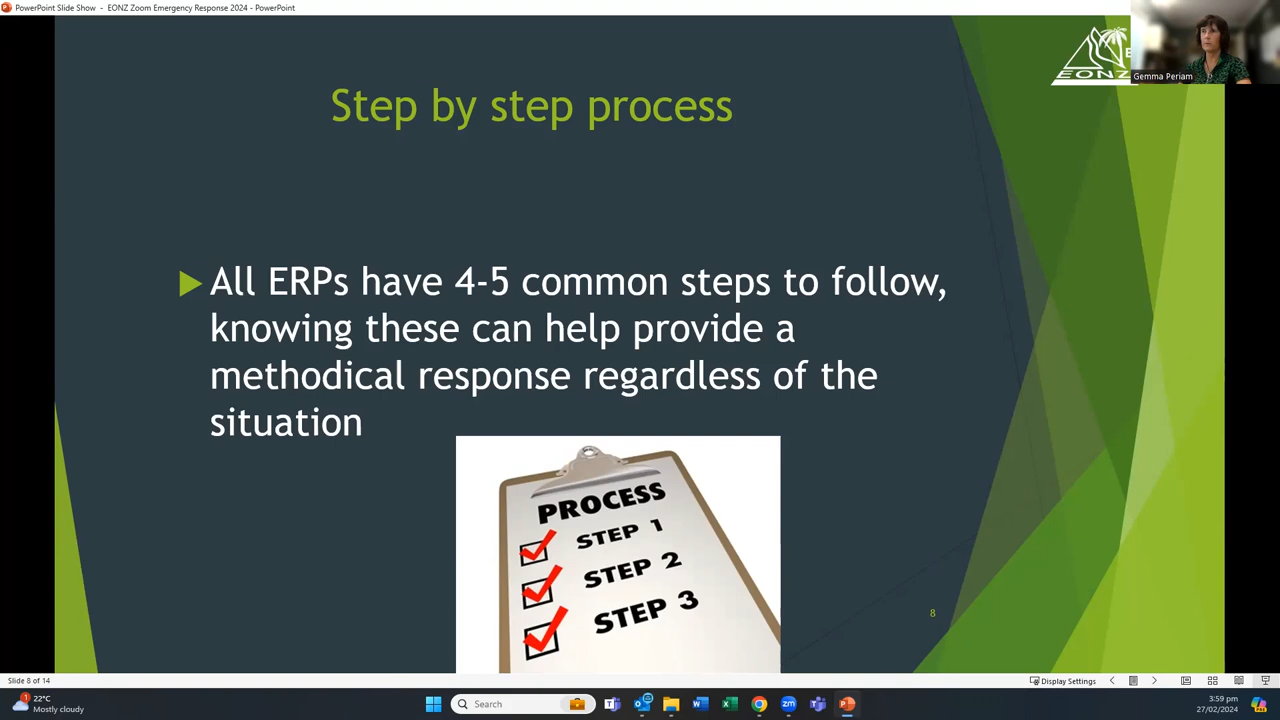 PowerPoint Slide Show - EONZ Zoom Emergency Response 2024 - PowerPoint
EONZ
Gemma Periam
Step by step process
All ERPs have 4-5 common steps to follow,
knowing these can help provide a
methodical response regardless of the
situation
PROCESS
STEP 1
STEP 2
STEP 3
8
Slide 8 of 14
Display Settings
1
22°C
Mostly cloudy
Search
zm
3:59 pm
27/02/2024